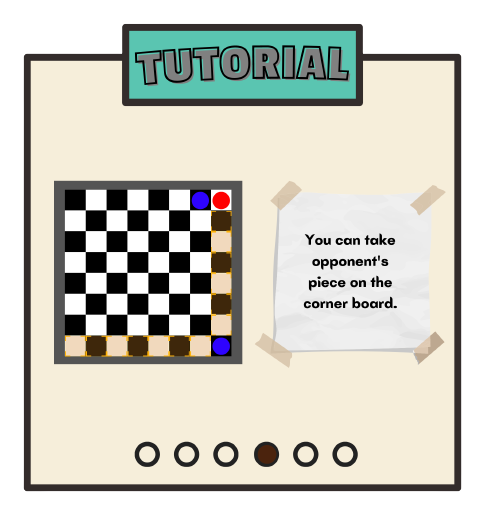 TUTORIAL
You can take
opponent's
piece on the
corner board.